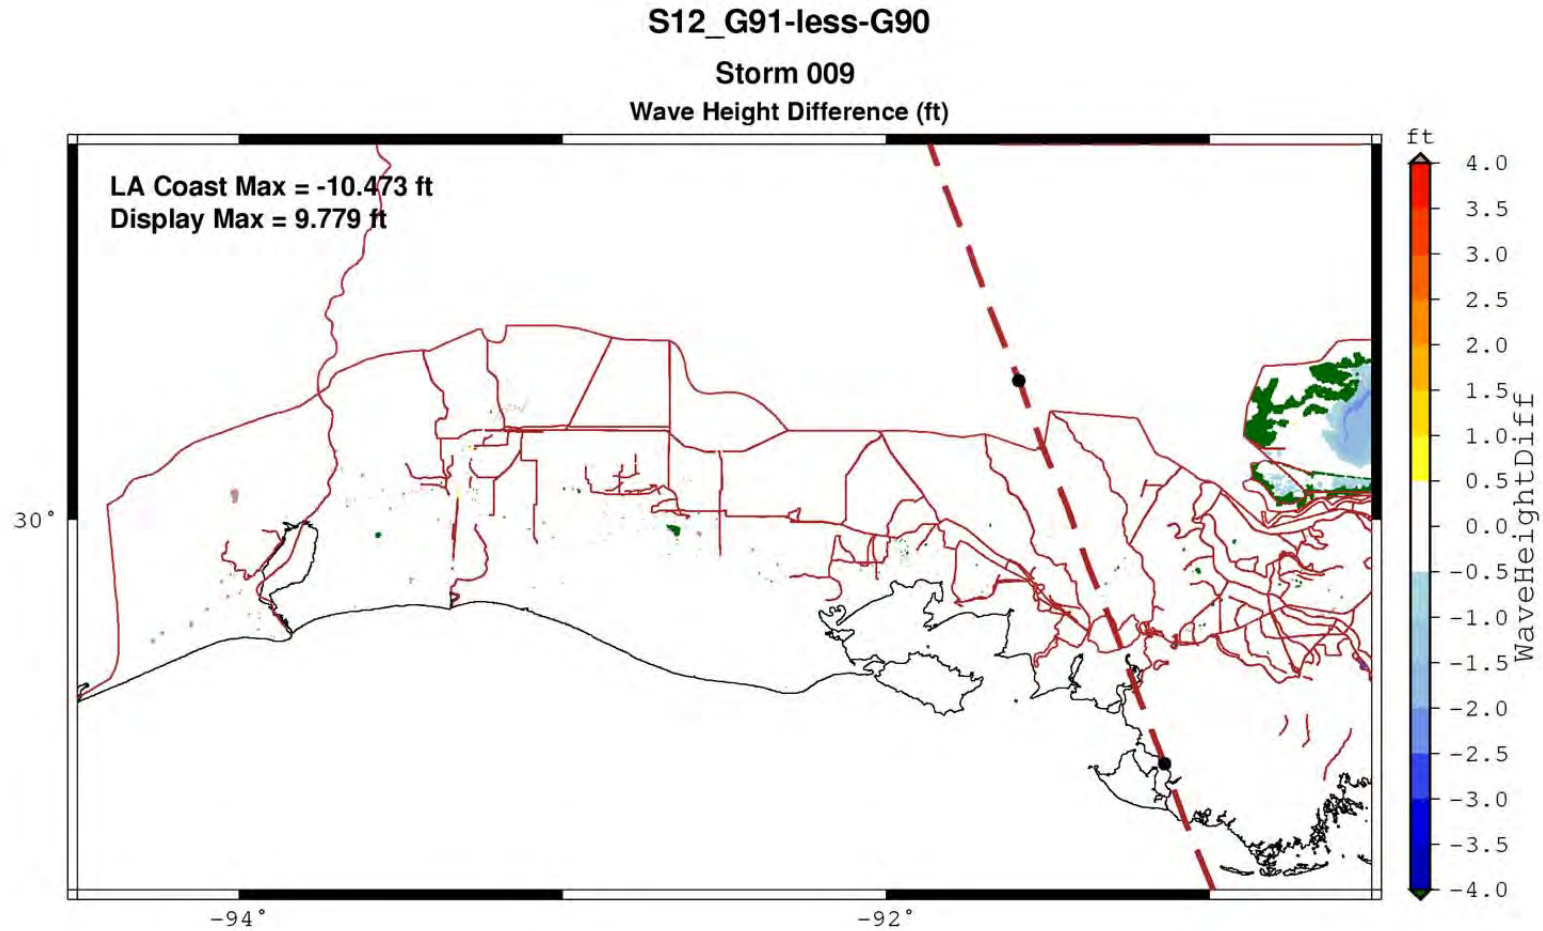 S12_G91-less-G90
Storm 009
Wave Height Difference (ft)
LA Coast Max = -10.473 ft
Display Max = 9.779 ft
ft
4.0
3.5
3.0
2.5
2.0
1.5
1.0
0.5
0.0
-0.5
-1.0
-1.5
-2.0
-2.5
-3.0
-3.5
-4.0
WaveHeightDiff
30°
-94°
-92°